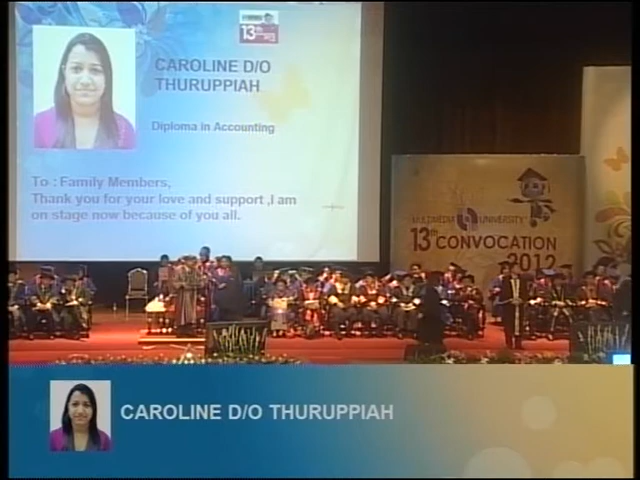 13th
CAROLINE D/O
THURUPPIAH
Diploma in Accounting
To : Family Members,
Thank you for your love and support ,I am
on stage now because of you all.
MULTIMEDIA UNIVERSITY
13th CONVOCATION
2012
CAROLINE D/O THURUPPIAH